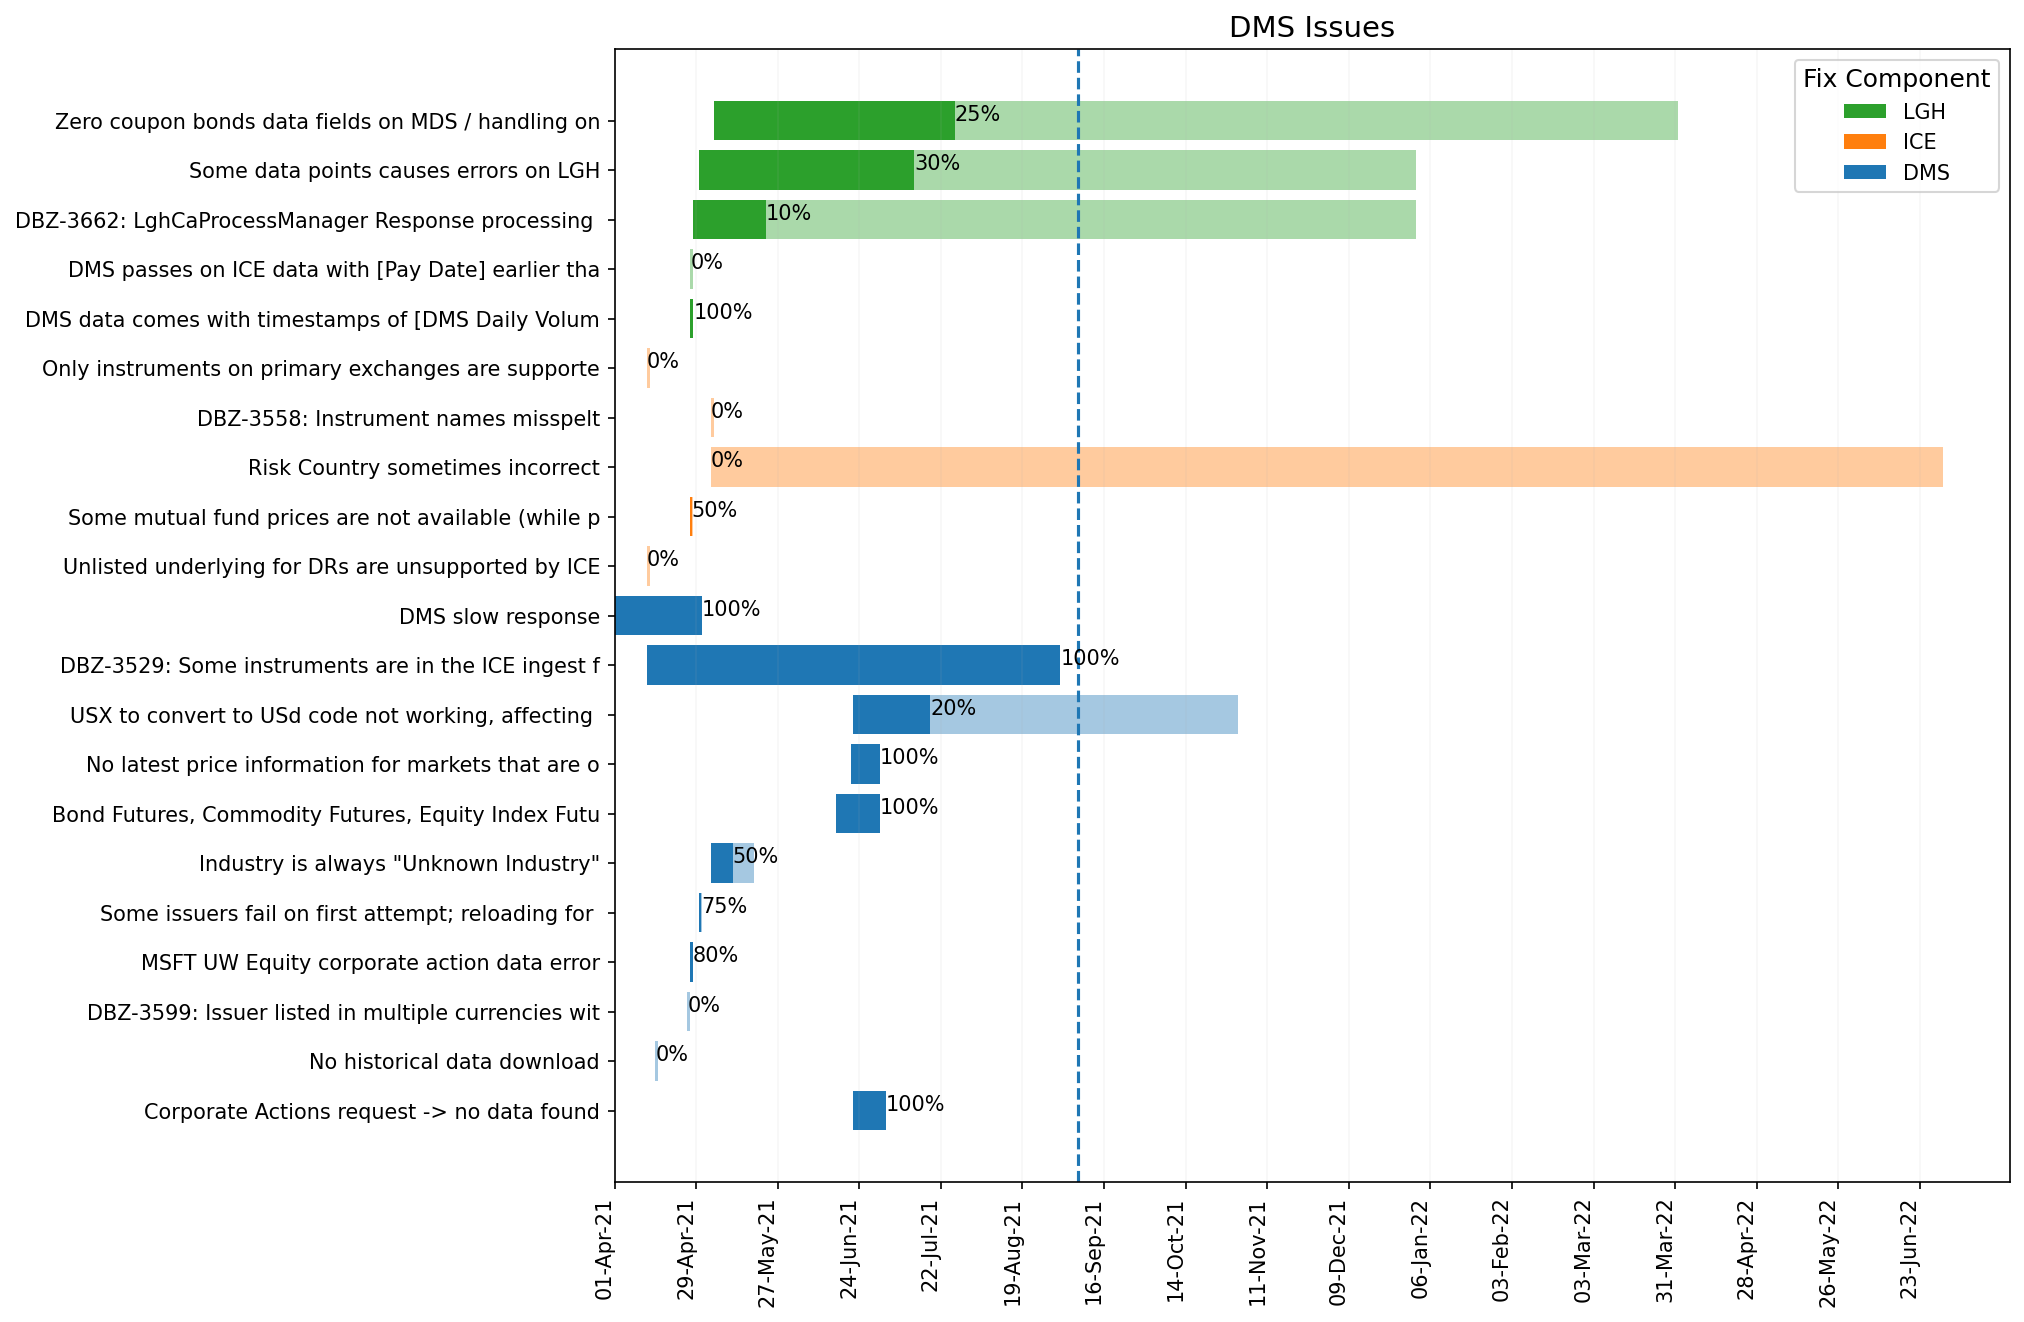 DMS Issues
Fix Component
LGH
ICE
DMS
Zero coupon bonds data fields on MDS / handling on
25%
Some data points causes errors on LGH
30%
DBZ-3662: LghCaProcessManager Response processing
10%
DMS passes on ICE data with [Pay Date] earlier tha
0%
DMS data comes with timestamps of [DMS Daily Volum
100%
Only instruments on primary exchanges are supporte
0%
DBZ-3558: Instrument names misspelt
0%
Risk Country sometimes incorrect
0%
Some mutual fund prices are not available (while p
50%
Unlisted underlying for DRs are unsupported by ICE
0%
DMS slow response
100%
DBZ-3529: Some instruments are in the ICE ingest f
100%
USX to convert to USd code not working, affecting
20%
No latest price information for markets that are o
100%
Bond Futures, Commodity Futures, Equity Index Futu
100%
Industry is always "Unknown Industry"
50%
Some issuers fail on first attempt; reloading for
75%
MSFT UW Equity corporate action data error
80%
DBZ-3599: Issuer listed in multiple currencies wit
0%
No historical data download
0%
Corporate Actions request -> no data found
100%
01-Apr-21
29-Apr-21
27-May-21
24-Jun-21
22-Jul-21
19-Aug-21
16-Sep-21
14-Oct-21
11-Nov-21
09-Dec-21
06-Jan-22
03-Feb-22
03-Mar-22
31-Mar-22
28-Apr-22
26-May-22
23-Jun-22